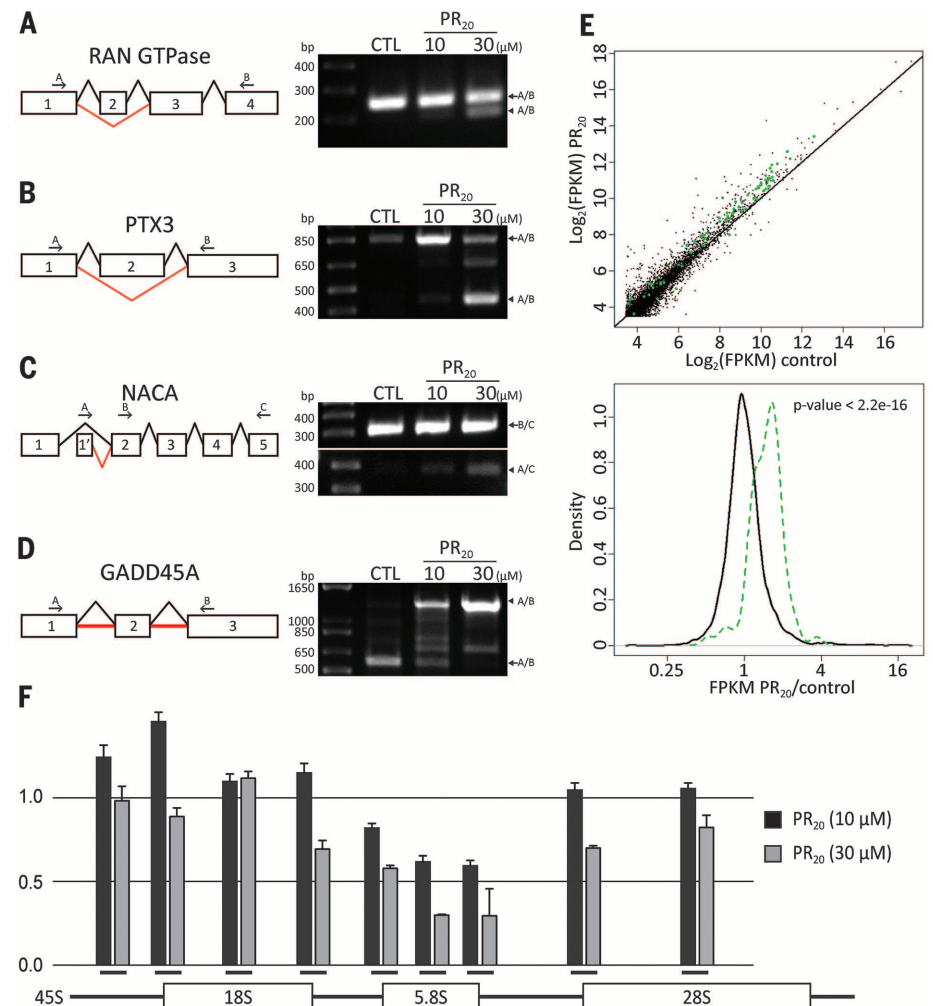 A
RAN GTPase
A B
1 2 3 4
PR20
bp CTL 10 30 (μM)
400
300
200
A/B
A/B
B
PTX3
A B
1 2 3
PR20
bp CTL 10 30 (μM)
850
650
500
400
A/B
A/B
C
NACA
A B C
1 1' 2 3 4 5
PR20
bp CTL 10 30 (μM)
400
300
B/C
400
300
A/C
D
GADD45A
A B
1 2 3
PR20
bp CTL 10 30 (μM)
1650
1000
850
650
500
A/B
A/B
E
Log2(FPKM) PR20
18
16
14
12
10
8
6
4
4 6 8 10 12 14 16
Log2(FPKM) control
p-value < 2.2e-16
Density
1.0
0.8
0.6
0.4
0.2
0
0.25 1 4 16
FPKM PR20/control
F
1.0
0.5
0.0
PR20 (10 μM)
PR20 (30 μM)
45S 18S 5.8S 28S